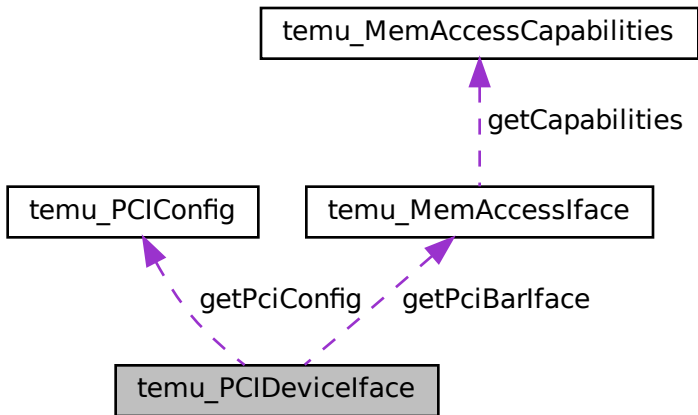 temu_MemAccessCapabilities
getCapabilities
temu_PCIConfig
temu_MemAccessIface
getPciConfig
getPciBarIface
temu_PCIDeviceIface